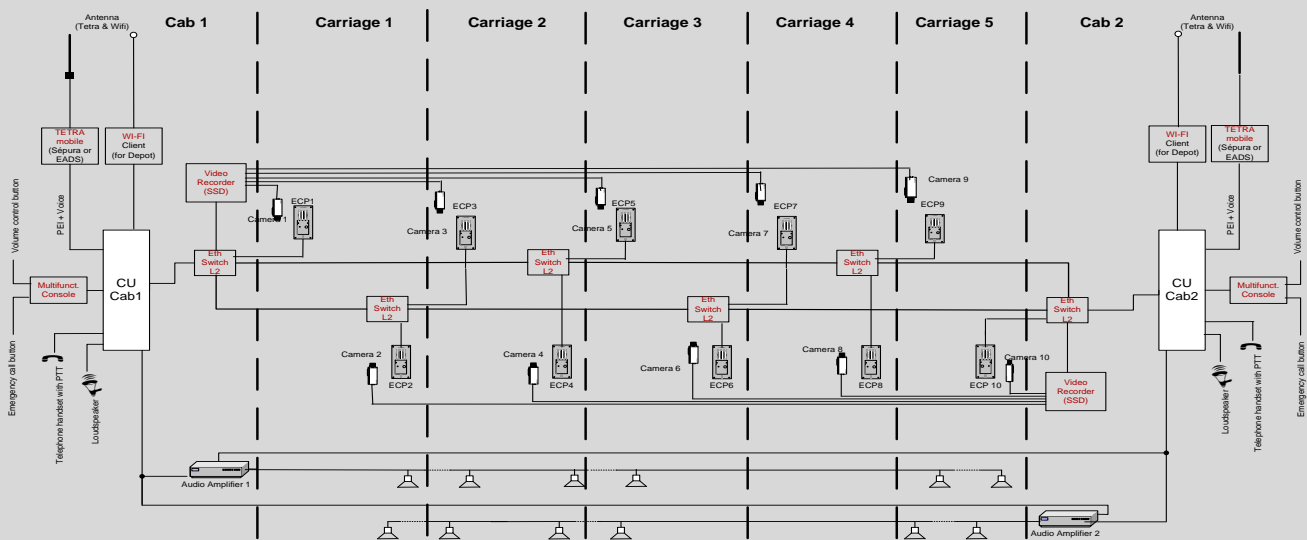 Antenna
(Tetra & Wifi)
Cab 1
Carriage 1
Carriage 2
Carriage 3
Carriage 4
Carriage 5
Cab 2
Antenna
(Tetra & Wifi)
TETRA
mobile
(Sépura or
EADS)
WI-FI
Client
(for Depot)
WI-FI
Client
(for Depot)
TETRA
mobile
(Sépura or
EADS)
Video
Recorder
(SSD)
Camera 1
ECP1
Camera 3
ECP3
Camera 5
ECP5
Camera 7
ECP7
Camera 9
ECP9
Volume control button
PEI + Voice
PEI + Voice
Volume control button
Eth
Switch
L2
Eth
Switch
L2
Eth
Switch
L2
Multifunct.
Console
CU
Cab1
Eth
Switch
L2
Eth
Switch
L2
Eth
Switch
L2
CU
Cab2
Multifunct.
Console
Emergency call button
Telephone handset with PTT
Loudspeaker
Camera 2
ECP2
Camera 4
ECP4
Camera 6
ECP6
Camera 8
ECP8
ECP 10
Camera 10
Video
Recorder
(SSD)
Loudspeaker
Telephone handset with PTT
Emergency call button
Audio Amplifier 1
Audio Amplifier 2